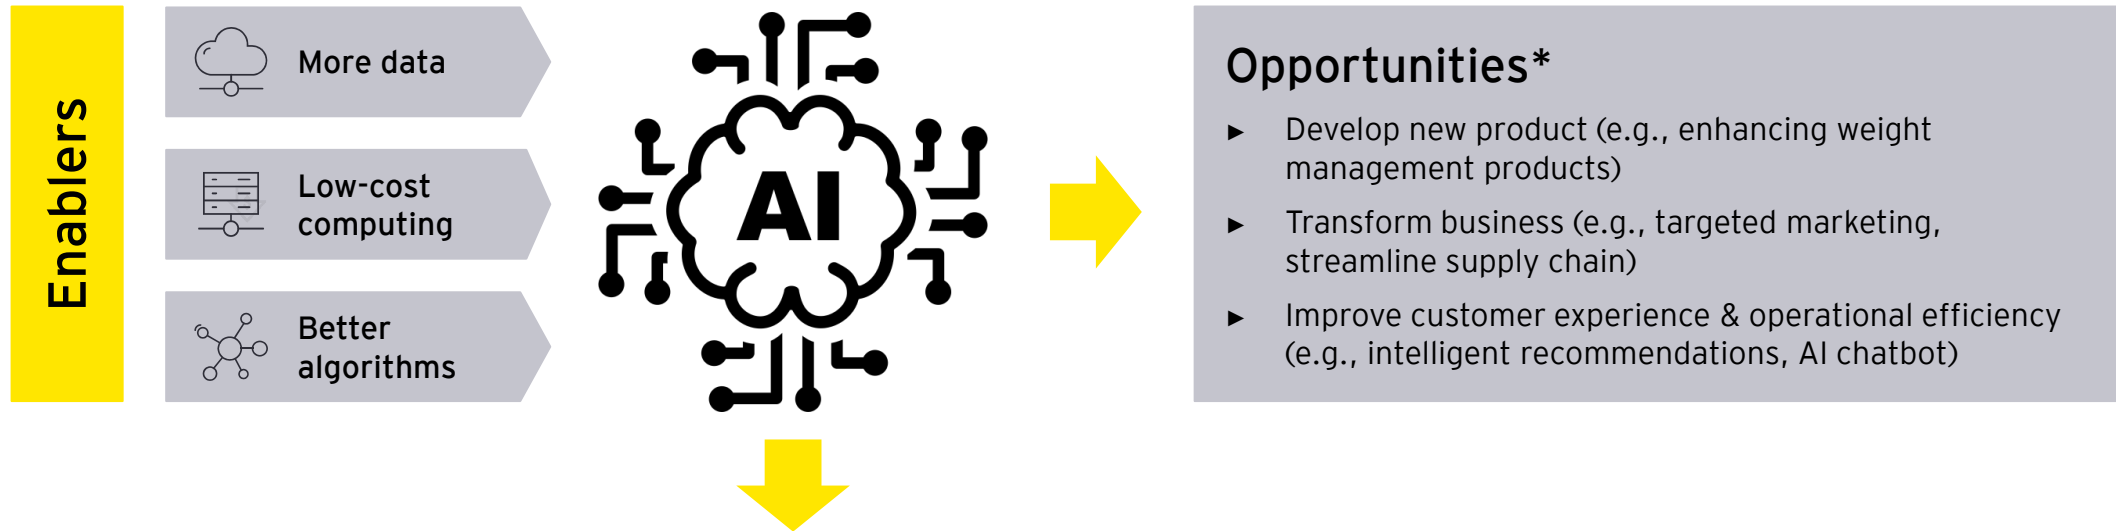 Enablers
More data
Low-cost
computing
Better
algorithms
AI
Opportunities*
► Develop new product (e.g., enhancing weight
management products)
► Transform business (e.g., targeted marketing,
streamline supply chain)
► Improve customer experience & operational efficiency
(e.g., intelligent recommendations, AI chatbot)